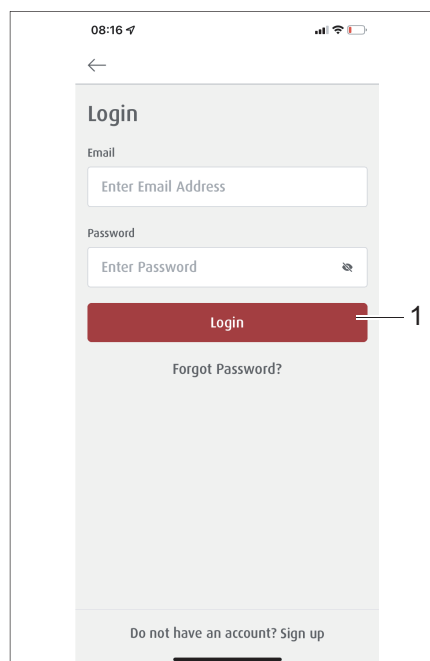 08:16
Login
Email
Enter Email Address
Password
Enter Password
Login
1
Forgot Password?
Do not have an account? Sign up